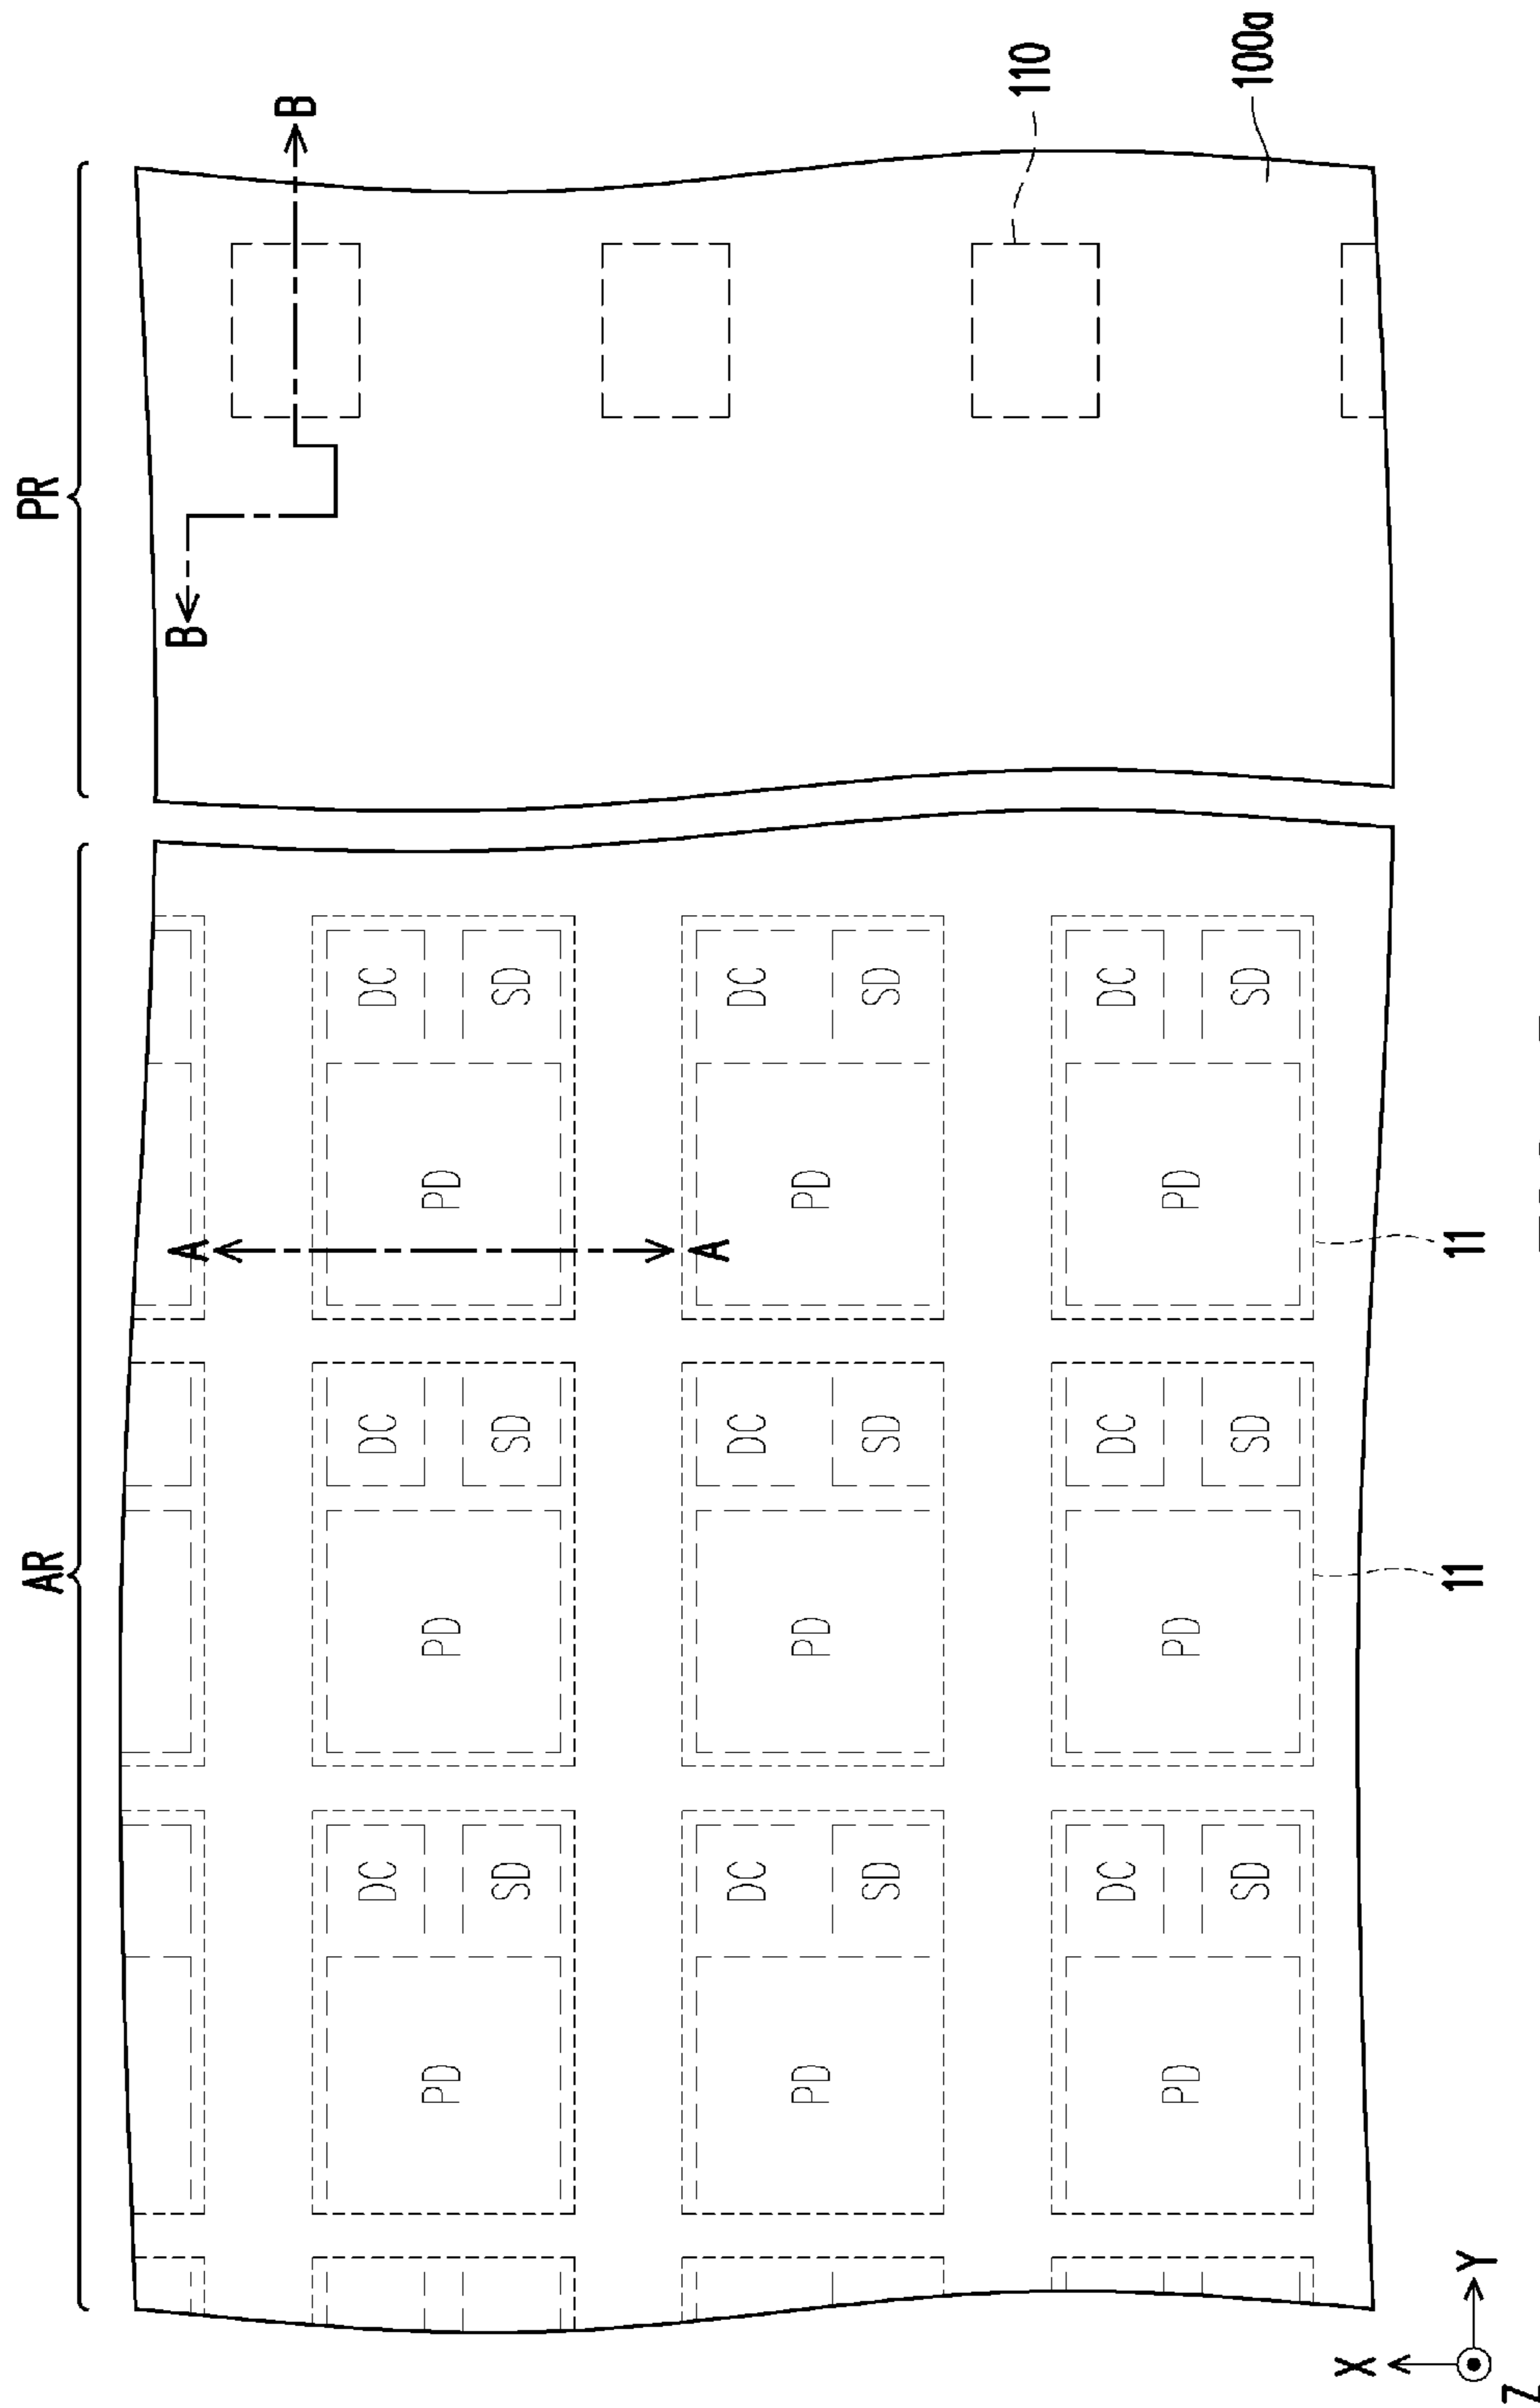 AR PR
A B
B
DC DC DC
PD PD PD
SD SD SD
A
DC DC DC
PD PD PD
SD SD SD
110
DC DC DC
PD PD PD
SD SD SD
100a
X
11 11
Y
Z